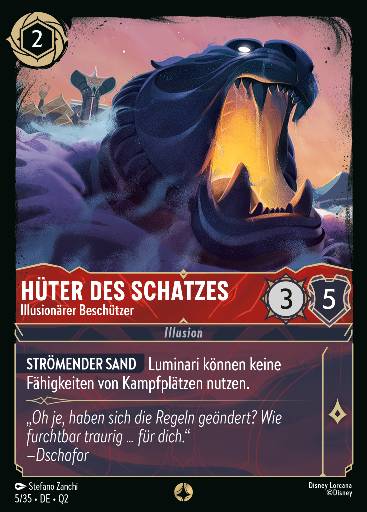 2
HÜTER DES SCHATZES
Illusionärer Beschützer
3
5
Illusion
STRÖMENDER SAND Luminari können keine
Fähigkeiten von Kampfplätzen nutzen.
„Oh je, haben sich die Regeln geändert? Wie
furchtbar traurig ... für dich.“
–Dschofor
Stefano Zanchi
5/35 • DE • Q2
Disney Lorcana
©Disney